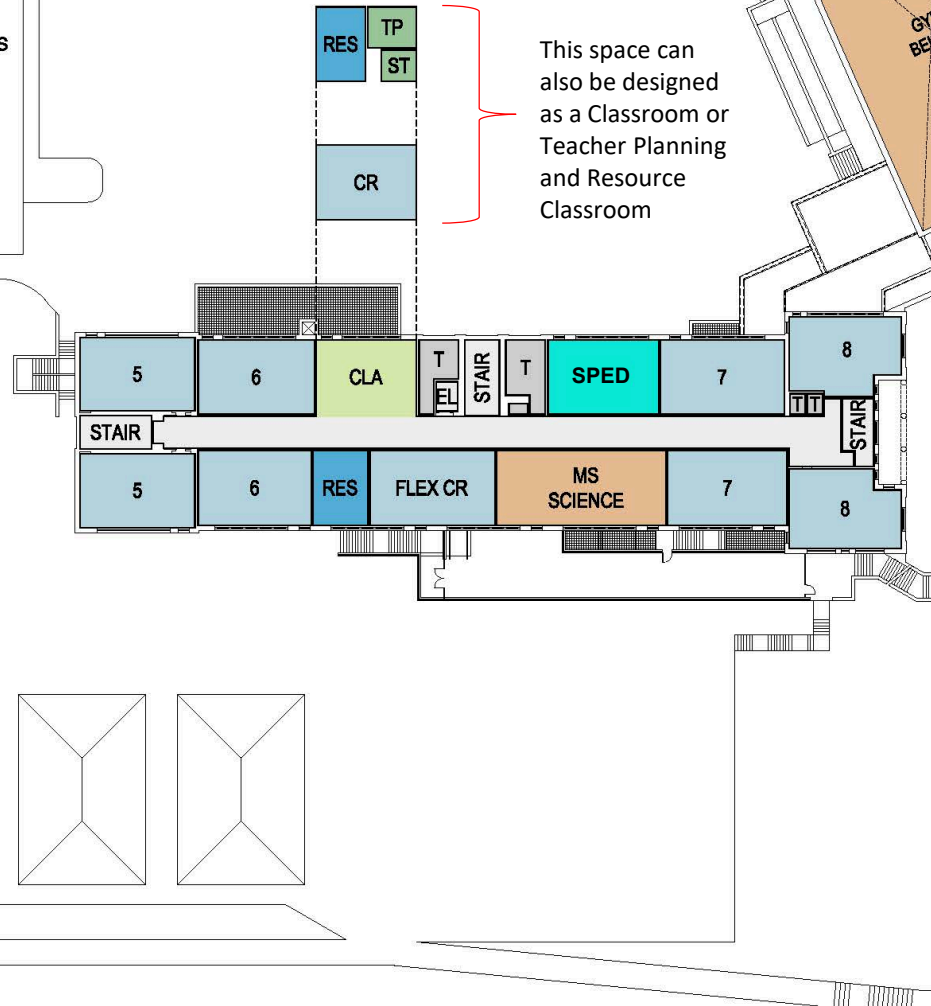 S
RES
TP
ST
CR
This space can
also be designed
as a Classroom or
Teacher Planning
and Resource
Classroom
5
6
CLA
T
EL
STAIR
T
SPED
7
8
T
T
STAIR
STAIR
5
6
RES
FLEX CR
MS
SCIENCE
7
8